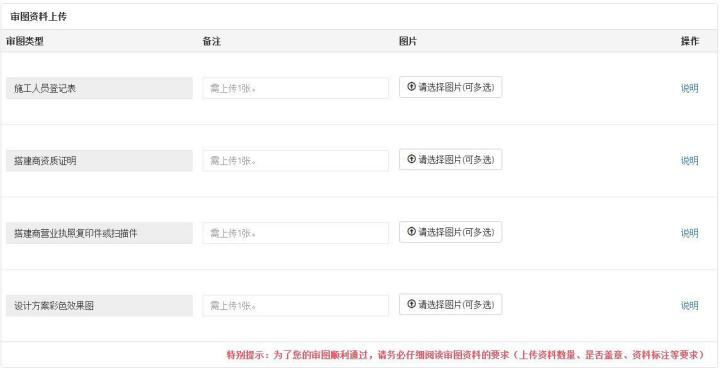 审图资料上传
审图类型 备注 图片 操作
施工人员登记表 需上传1张。 请选择图片(可多选) 说明
搭建商资质证明 需上传1张。 请选择图片(可多选) 说明
搭建商营业执照复印件或扫描件 需上传1张。 请选择图片(可多选) 说明
设计方案彩色效果图 需上传1张。 请选择图片(可多选) 说明
特别提示：为了您的审图顺利通过，请务必仔细阅读审图资料的要求（上传资料数量、是否盖章、资料标注等要求）